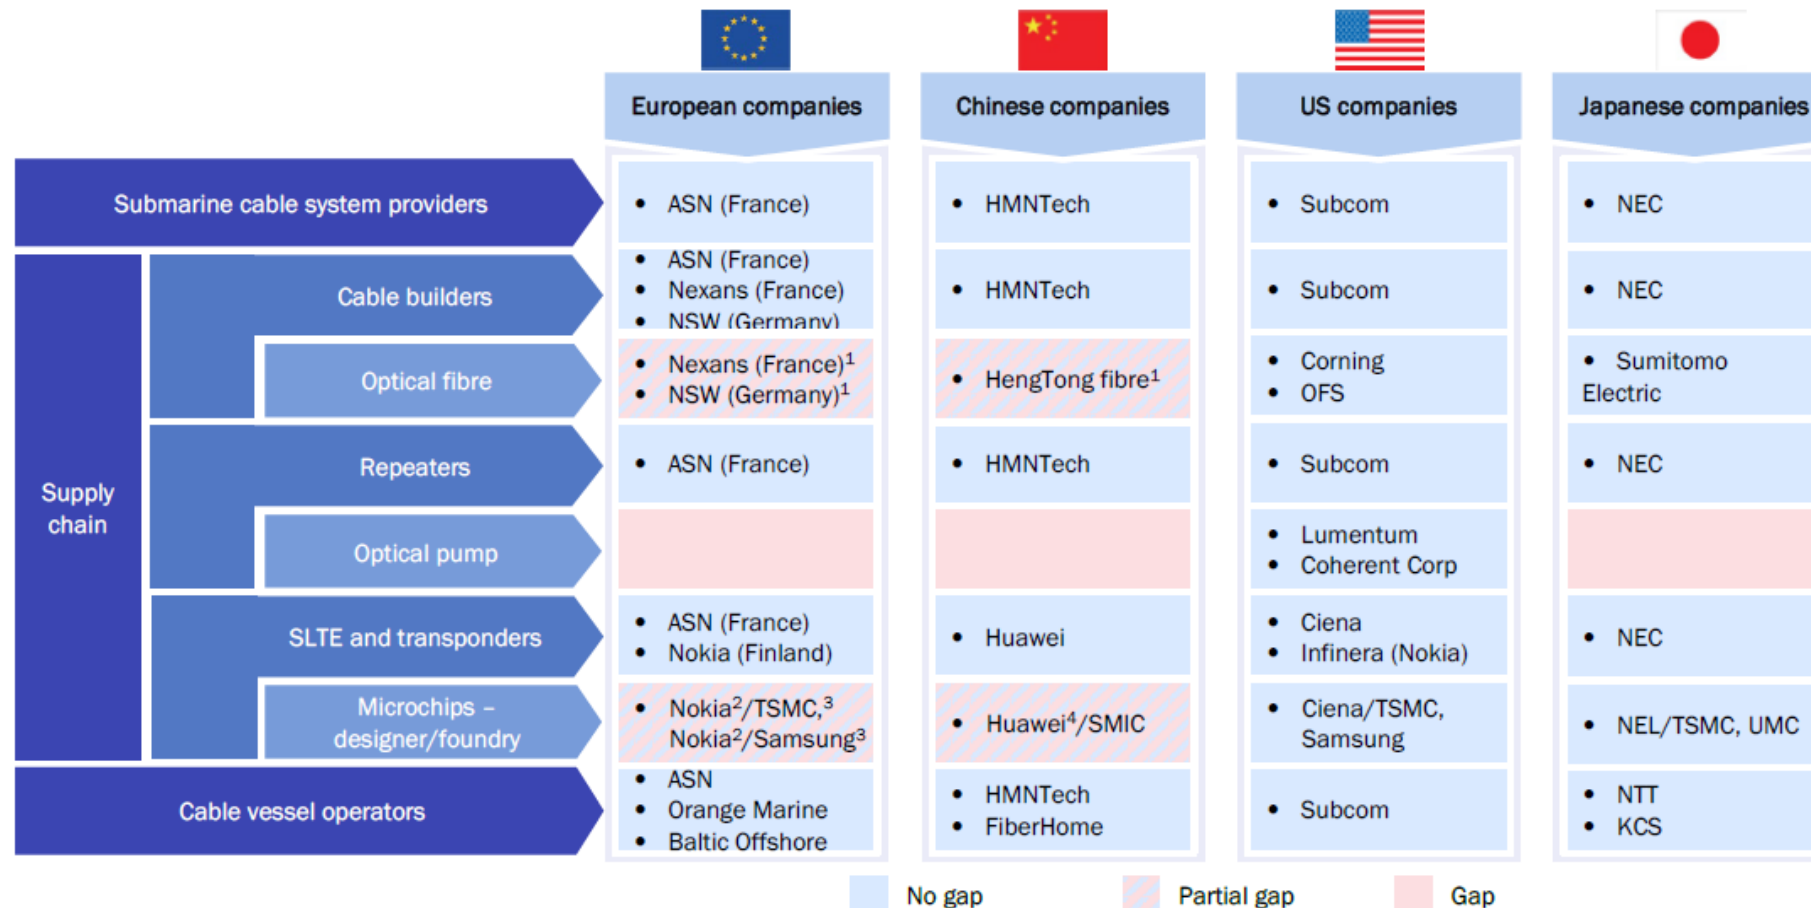 European companies
Chinese companies
US companies
Japanese companies
Submarine cable system providers
• ASN (France)
• HMNTech
• Subcom
• NEC
Supply
chain
Cable builders
• ASN (France)
• Nexans (France)
• NSW (Germany)
• HMNTech
• Subcom
• NEC
Optical fibre
• Nexans (France)¹
• NSW (Germany)¹
• HengTong fibre¹
• Corning
• OFS
• Sumitomo
Electric
Repeaters
• ASN (France)
• HMNTech
• Subcom
• NEC
Optical pump
• Lumentum
• Coherent Corp
SLTE and transponders
• ASN (France)
• Nokia (Finland)
• Huawei
• Ciena
• Infinera (Nokia)
• NEC
Microchips –
designer/foundry
• Nokia²/TSMC,³
Nokia²/Samsung³
• Huawei⁴/SMIC
• Ciena/TSMC,
Samsung
• NEL/TSMC, UMC
Cable vessel operators
• ASN
• Orange Marine
• Baltic Offshore
• HMNTech
• FiberHome
• Subcom
• NTT
• KCS
No gap
Partial gap
Gap